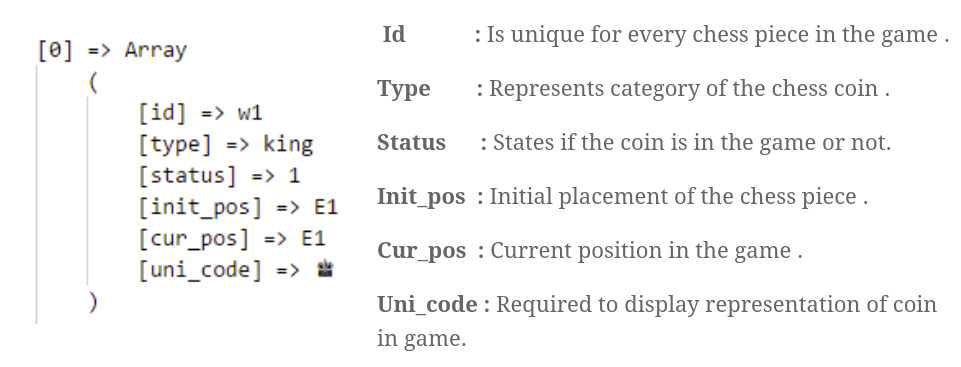 [0] => Array
(
[id] => w1
[type] => king
[status] => 1
[init_pos] => E1
[cur_pos] => E1
[uni_code] => ♚
)
Id : Is unique for every chess piece in the game .
Type : Represents category of the chess coin .
Status : States if the coin is in the game or not.
Init_pos : Initial placement of the chess piece .
Cur_pos : Current position in the game .
Uni_code : Required to display representation of coin
in game.